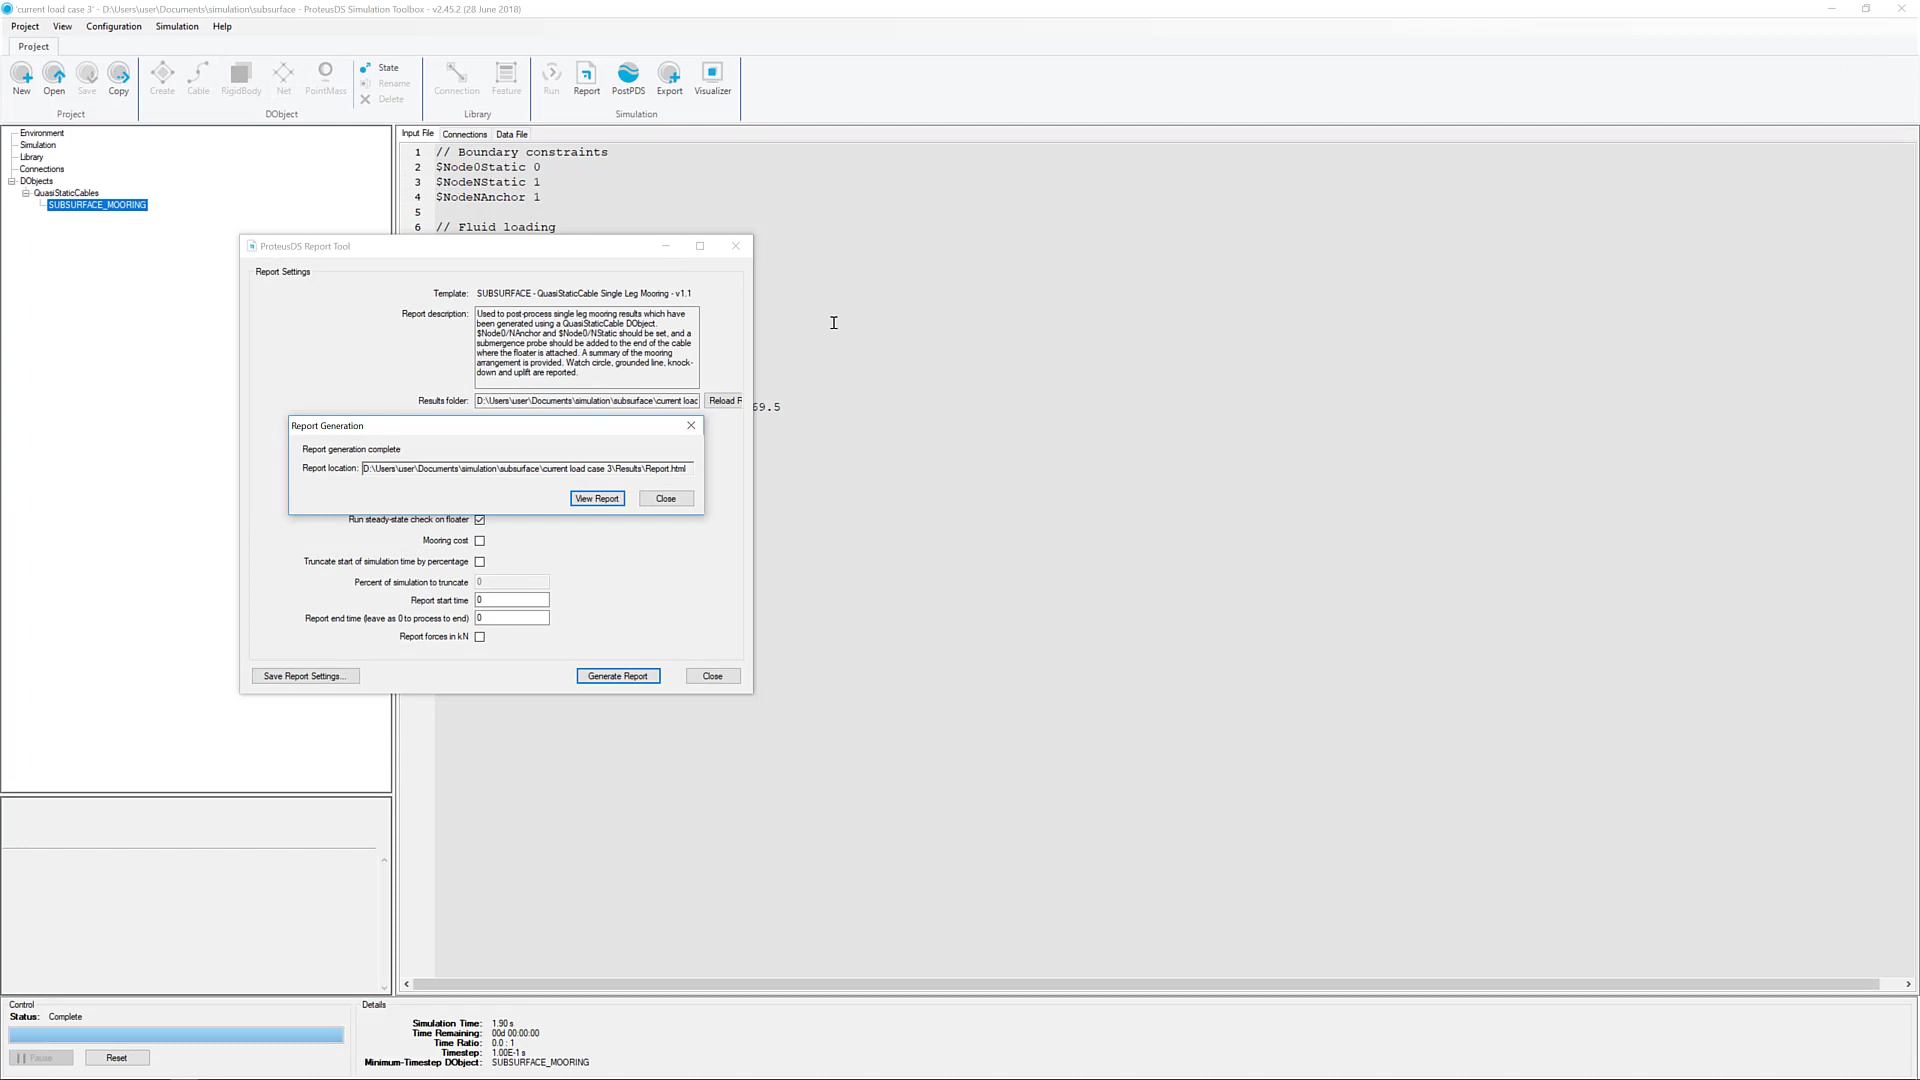 'current load case 3' - D:\Users\user\Documents\simulation\subsurface - ProteusDS Simulation Toolbox - v2.45.2 (28 June 2018)
Project View Configuration Simulation Help
Project
State
Rename
Delete
New Open Save Copy Create Cable RigidBody Net PointMass Connection Feature Run Report PostPDS Export Visualizer
Project DObject Library Simulation
Environment
Simulation
Library
Connections
DObjects
QuasiStaticCables
SUBSURFACE_MOORING
Input File Connections Data File
1 // Boundary constraints
2 $Node0Static 0
3 $NodeNStatic 1
4 $NodeNAnchor 1
5
6 // Fluid loading
69.5
ProteusDS Report Tool
Report Settings
Template: SUBSURFACE - QuasiStaticCable Single Leg Mooring - v1.1
Report description: Used to post-process single leg mooring results which have
been generated using a QuasiStaticCable DObject.
$Node0/NAnchor and $Node0/NStatic should be set, and a
submergence probe should be added to the end of the cable
where the floater is attached. A summary of the mooring
arrangement is provided. Watch circle, grounded line, knock-
down and uplift are reported.
Results folder: D:\Users\user\Documents\simulation\subsurface\current loac Reload R
Report Generation
Report generation complete
Report location: D:\Users\user\Documents\simulation\subsurface\current load case 3\Results\Report.html
View Report Close
Run steady-state check on floater
Mooring cost
Truncate start of simulation time by percentage
Percent of simulation to truncate 0
Report start time 0
Report end time (leave as 0 to process to end) 0
Report forces in kN
Save Report Settings... Generate Report Close
Control
Status: Complete
Pause Reset
Details
Simulation Time: 1.90 s
Time Remaining: 00d 00:00:00
Time Ratio: 0.0 : 1
Timestep: 1.00E-1 s
Minimum-Timestep DObject: SUBSURFACE_MOORING